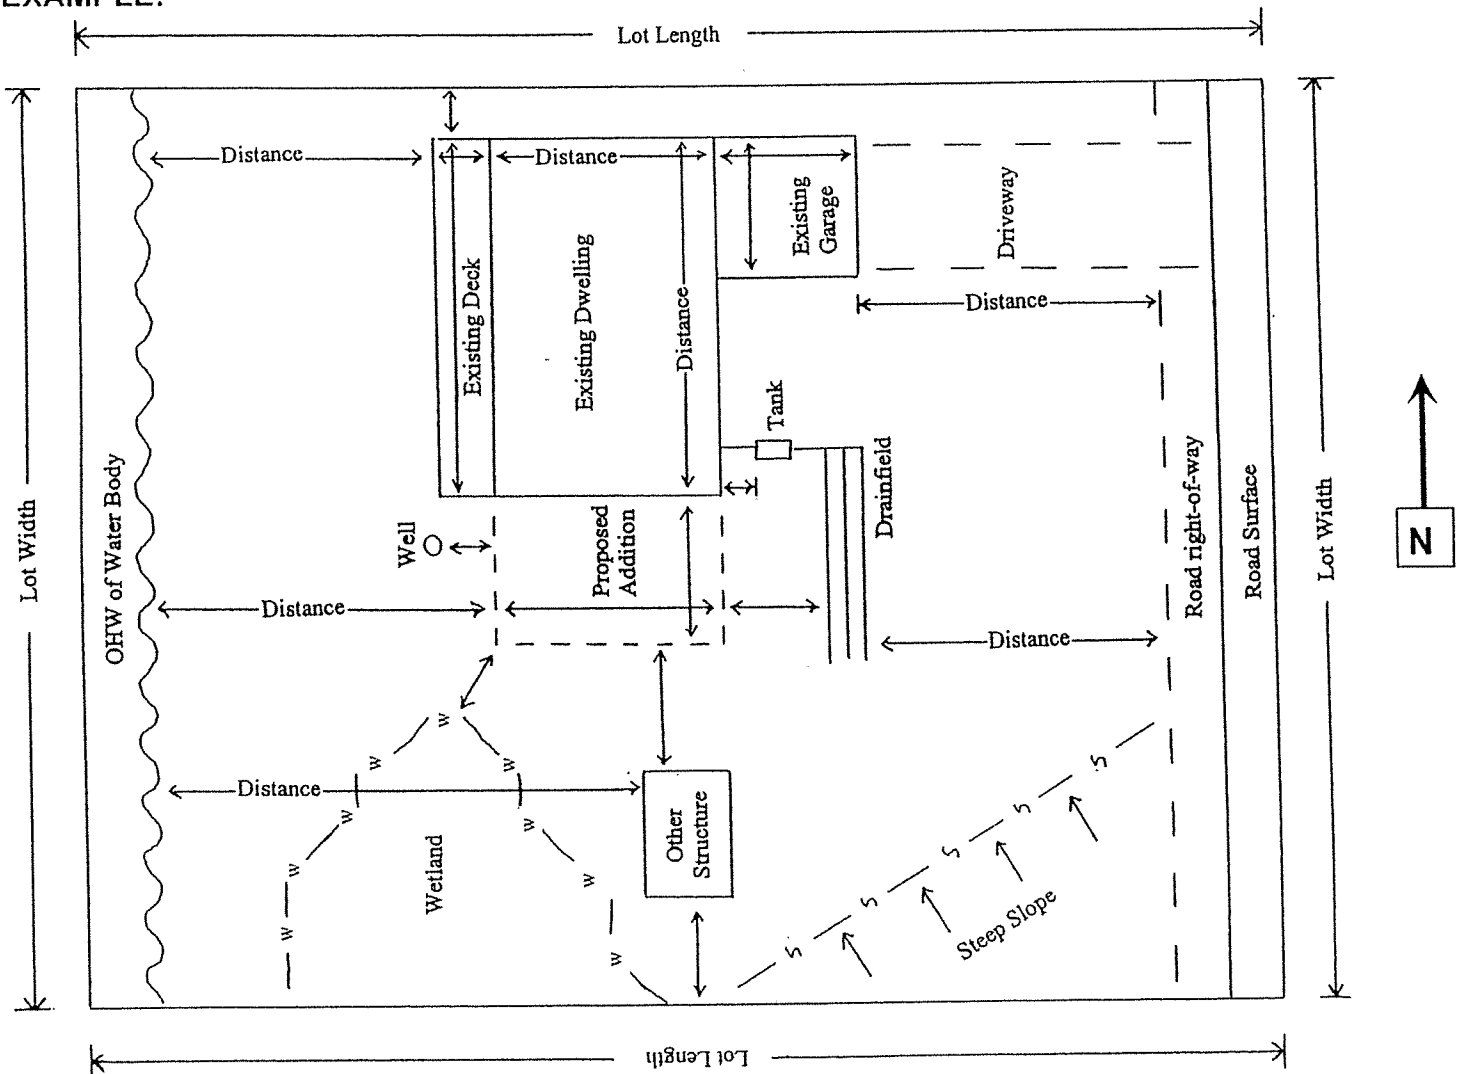 EXAMPLE:
Lot Length
Lot Width
OHW of Water Body
Distance
Distance
Existing Deck
Existing Dwelling
Distance
Existing
Garage
Driveway
Distance
Tank
Drainfield
Well
Proposed
Addition
Distance
Distance
Road right-of-way
Road Surface
Lot Width
N
W
W
W
W
W
W
W
W
W
Distance
Wetland
Other
Structure
S
S
S
S
S
Steep Slope
Lot Length